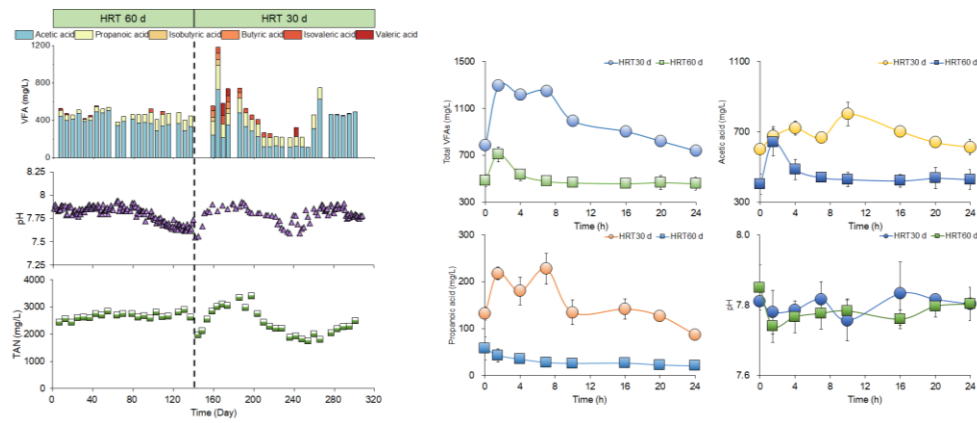 HRT 60 d HRT 30 d
Acetic acid Propanoic acid Isobutyric acid Butyric acid Isovaleric acid Valeric acid
VFA (mg/L)
1200
800
400
0
pH
8.25
8
7.75
7.5
7.25
TAN (mg/L)
4000
3000
2000
1000
0
0 40 80 120 160 200 240 280 320
Time (Day)
HRT30 d HRT60 d
Total VFAs(mg/L)
1500
1100
700
300
0 4 8 12 16 20 24
Time (h)
HRT30 d HRT60 d
Acetic acid (mg/L)
1100
700
300
0 4 8 12 16 20 24
Time (h)
HRT30 d HRT60 d
Propanoic acid (mg/L)
300
200
100
0
0 4 8 12 16 20 24
Time (h)
HRT30 d HRT60 d
pH
8.0
7.8
7.6
0 4 8 12 16 20 24
Time (h)